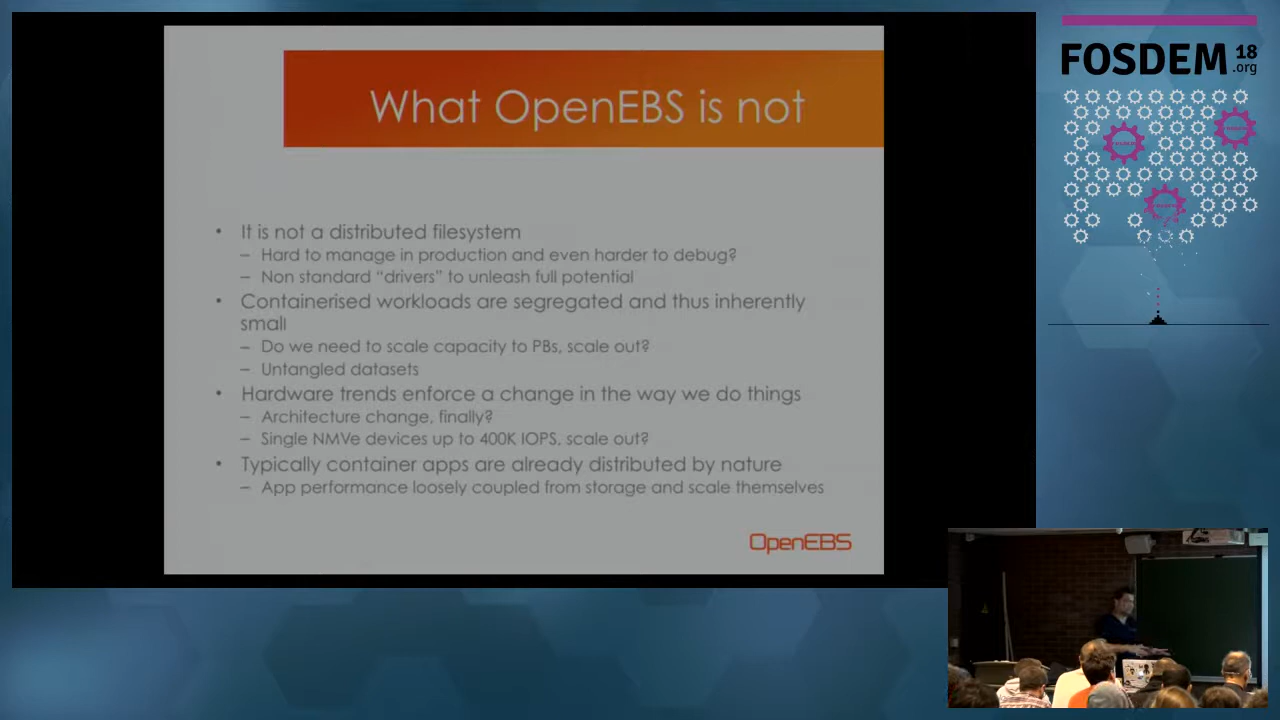 What OpenEBS is not
• It is not a distributed filesystem
– Hard to manage in production and even harder to debug?
– Non standard “drivers” to unleash full potential
• Containerised workloads are segregated and thus inherently
small
– Do we need to scale capacity to PBs, scale out?
– Untangled datasets
• Hardware trends enforce a change in the way we do things
– Architecture change, finally?
– Single NMVe devices up to 400K IOPS, scale out?
• Typically container apps are already distributed by nature
– App performance loosely coupled from storage and scale themselves
OpenEBS
FOSDEM 18
.org